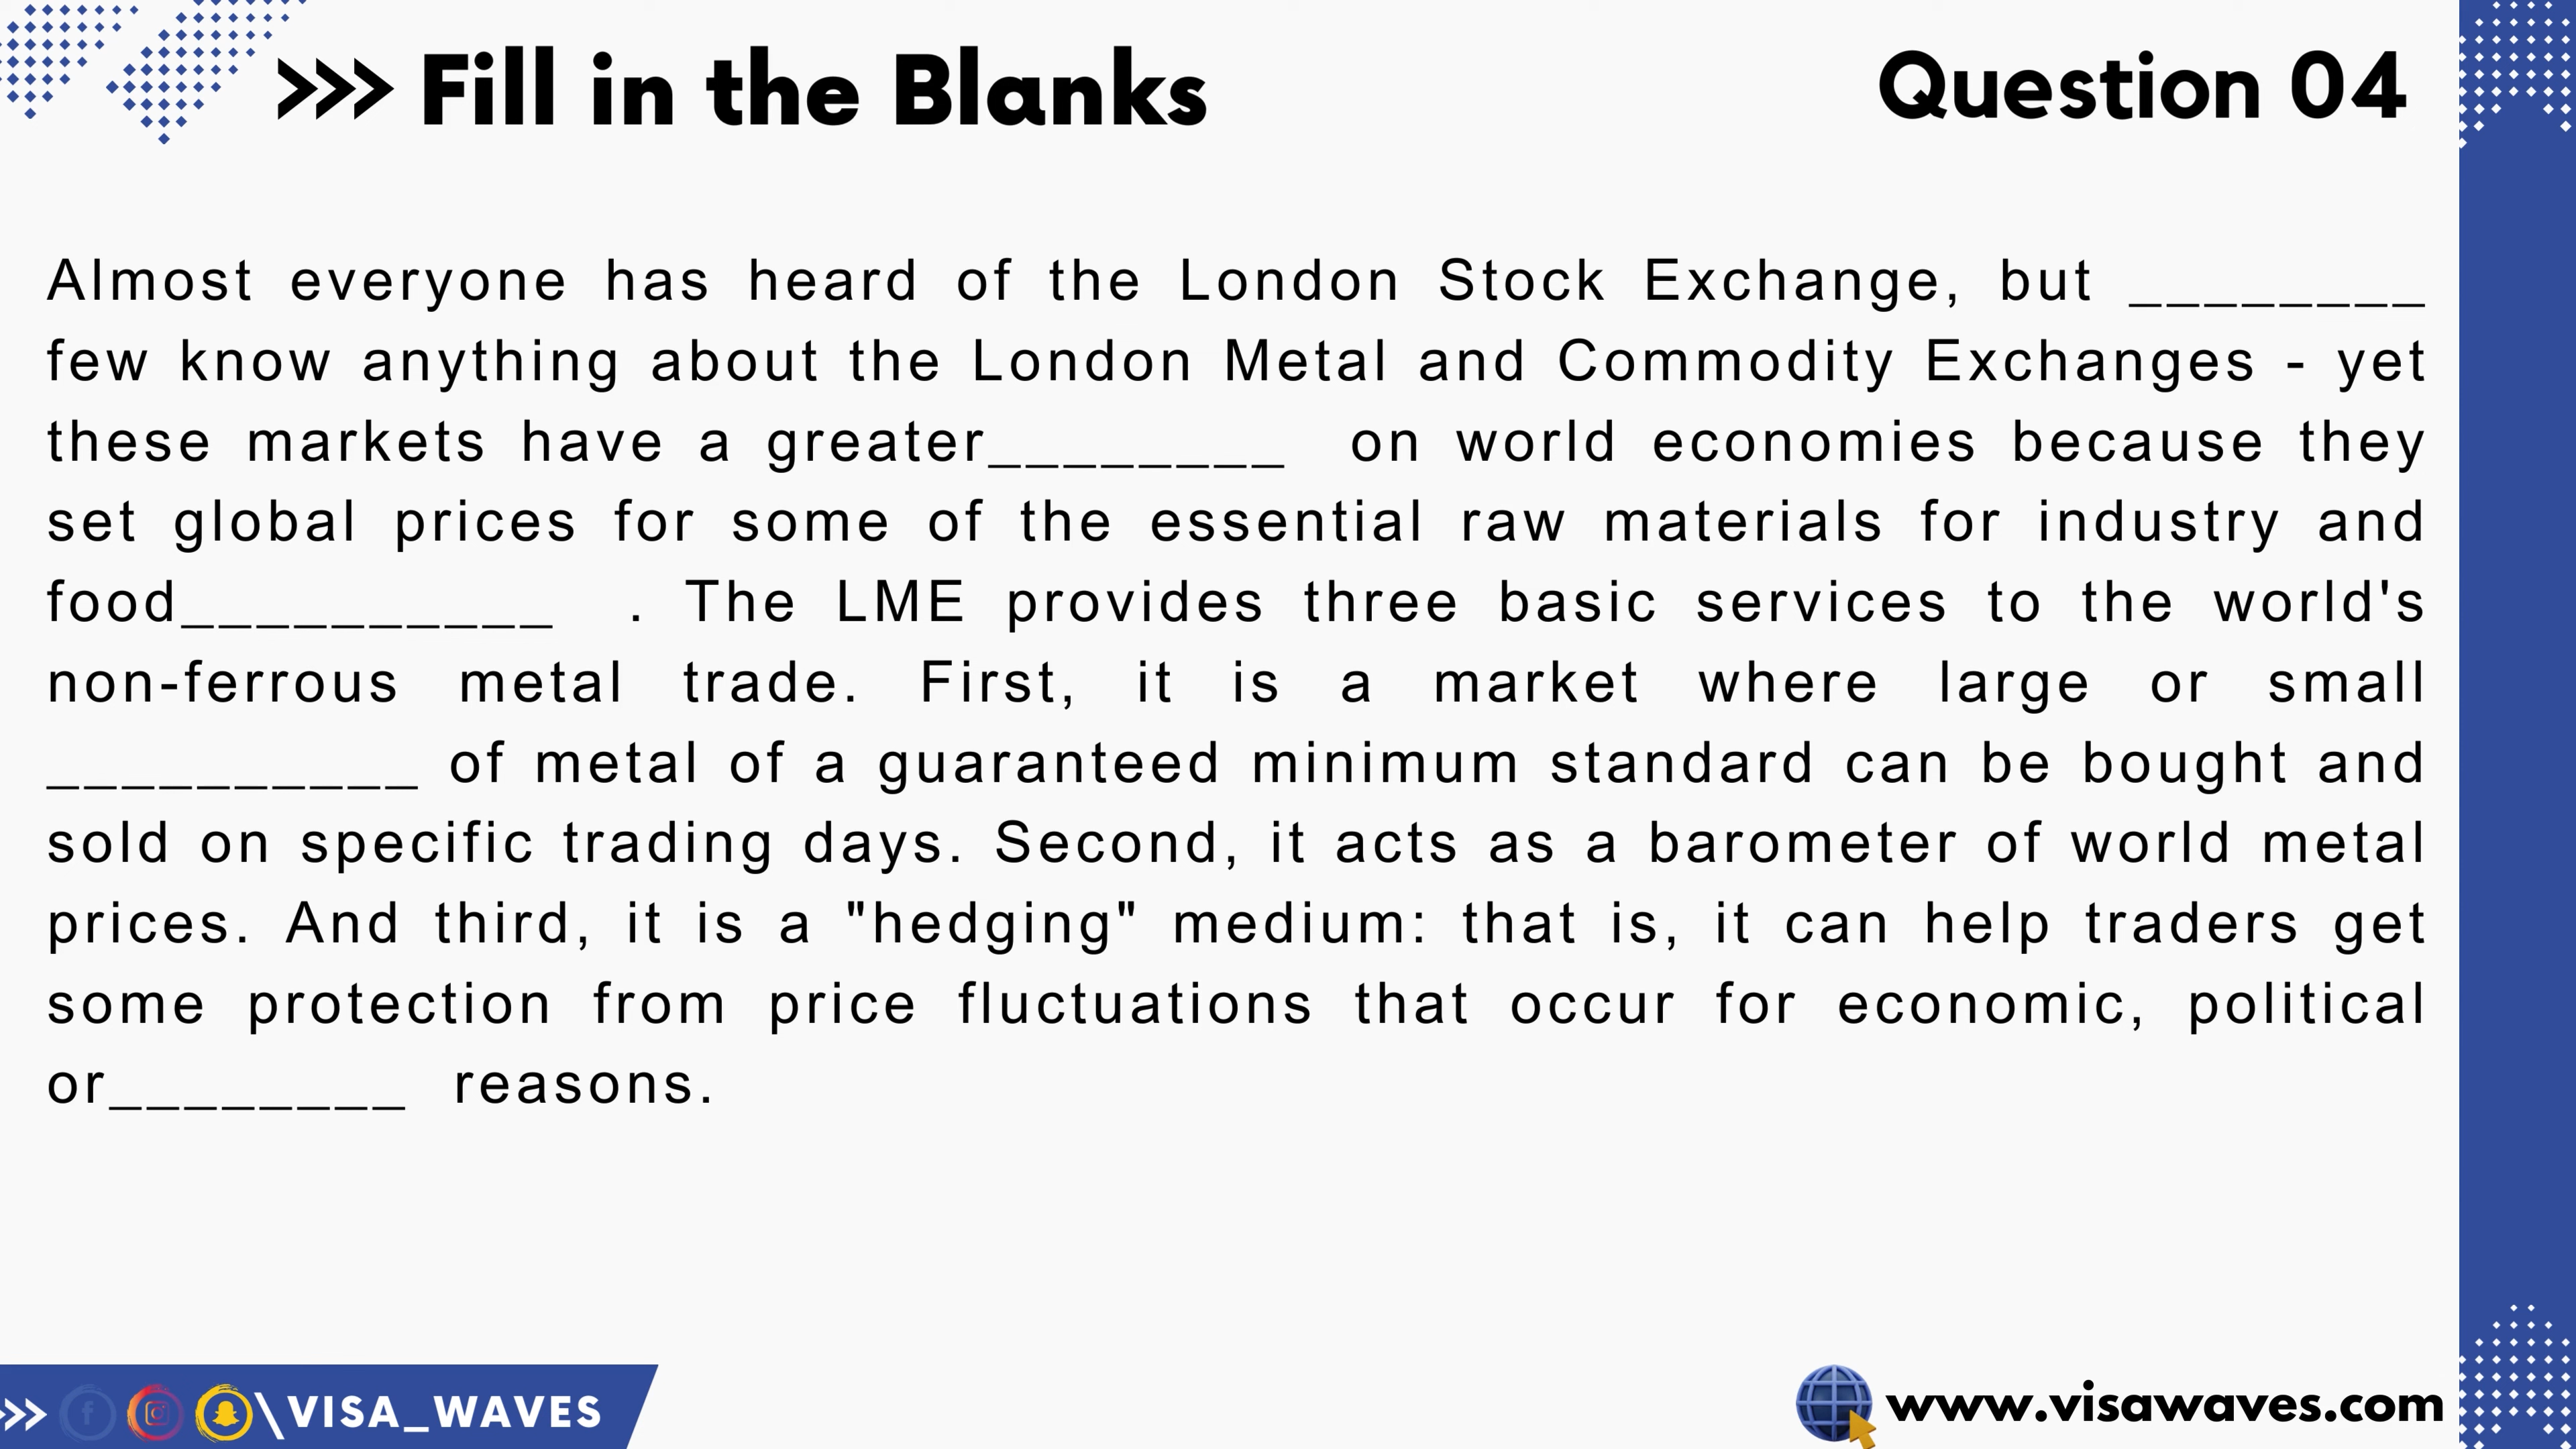 >>> Fill in the Blanks
Question 04
Almost everyone has heard of the London Stock Exchange, but ________
few know anything about the London Metal and Commodity Exchanges - yet
these markets have a greater________ on world economies because they
set global prices for some of the essential raw materials for industry and
food__________ . The LME provides three basic services to the world's
non-ferrous metal trade. First, it is a market where large or small
__________ of metal of a guaranteed minimum standard can be bought and
sold on specific trading days. Second, it acts as a barometer of world metal
prices. And third, it is a "hedging" medium: that is, it can help traders get
some protection from price fluctuations that occur for economic, political
or________ reasons.
\VISA_WAVES
www.visawaves.com